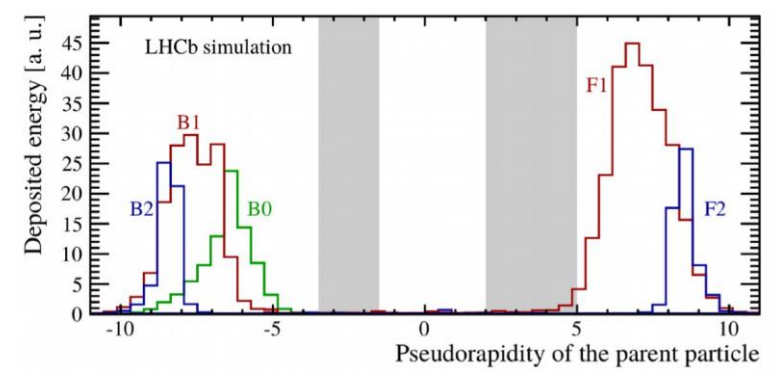 Deposited energy [a. u.]
45
40
35
30
25
20
15
10
5
0
LHCb simulation
B1
B2
B0
F1
F2
-10
-5
0
5
10
Pseudorapidity of the parent particle